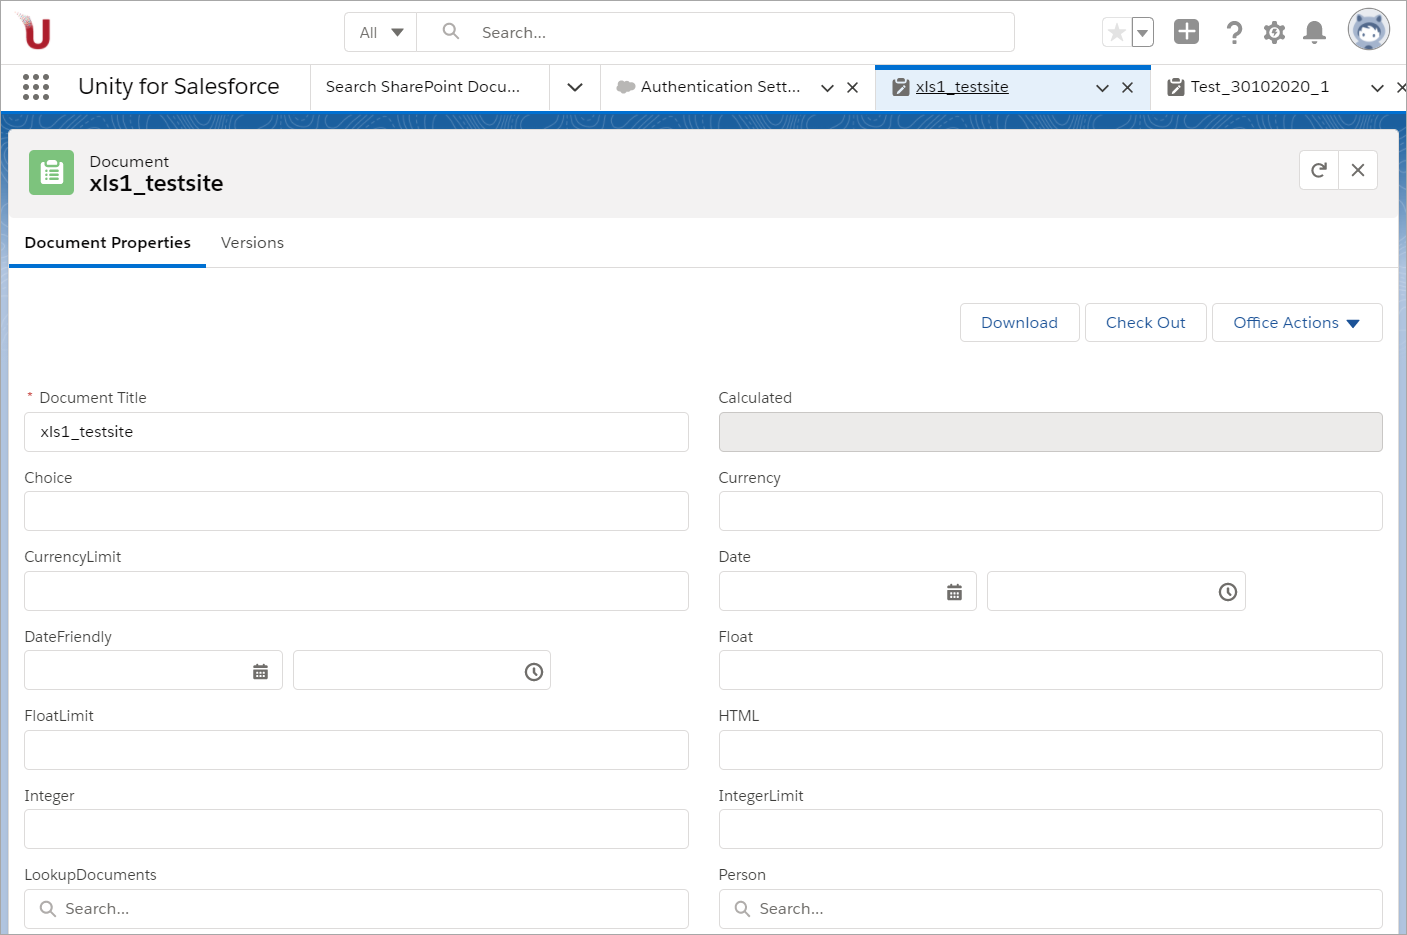 All
Search...
Unity for Salesforce
Search SharePoint Docu...
Authentication Sett...
xls1_testsite
Test_30102020_1
Document
xls1_testsite
Document Properties
Versions
Download
Check Out
Office Actions
* Document Title
Calculated
xls1_testsite
Choice
Currency
CurrencyLimit
Date
DateFriendly
Float
FloatLimit
HTML
Integer
IntegerLimit
LookupDocuments
Person
Search...
Search...